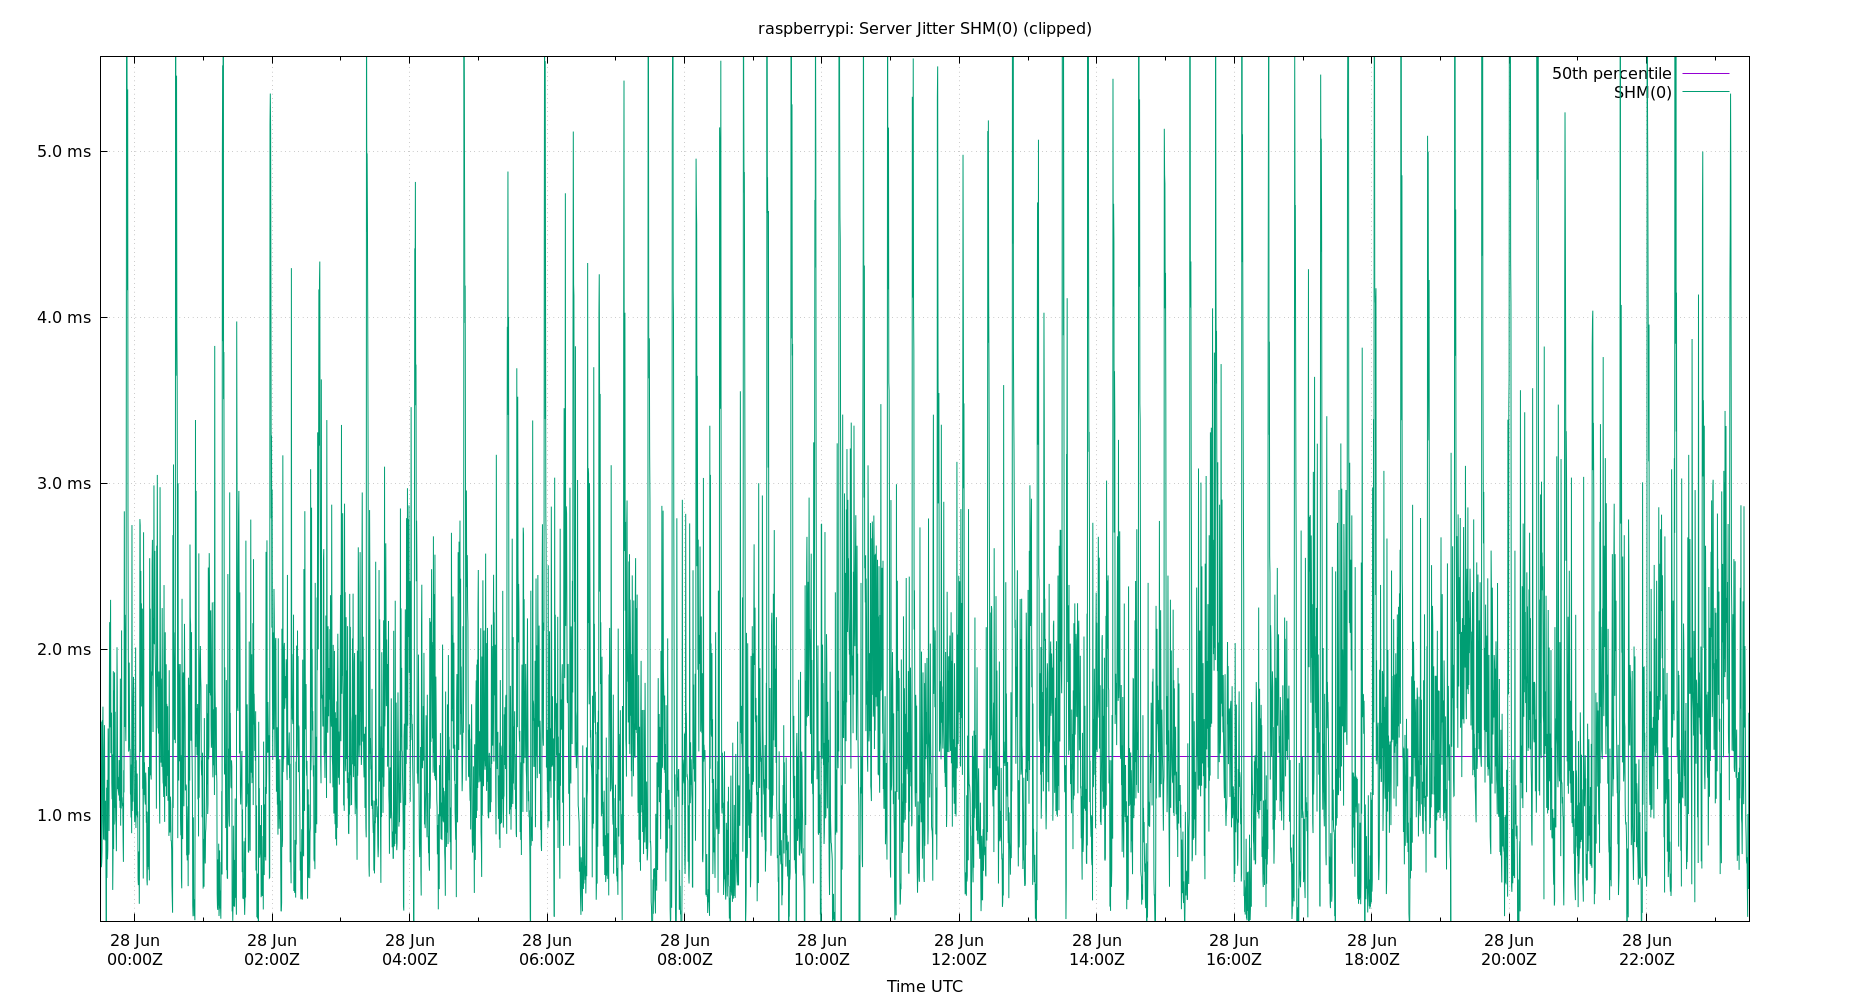 raspberrypi: Server Jitter SHM(0) (clipped)
50th percentile
SHM(0)
5.0 ms
4.0 ms
3.0 ms
2.0 ms
1.0 ms
28 Jun 28 Jun 28 Jun 28 Jun 28 Jun 28 Jun 28 Jun 28 Jun 28 Jun 28 Jun 28 Jun 28 Jun
00:00Z 02:00Z 04:00Z 06:00Z 08:00Z 10:00Z 12:00Z 14:00Z 16:00Z 18:00Z 20:00Z 22:00Z
Time UTC